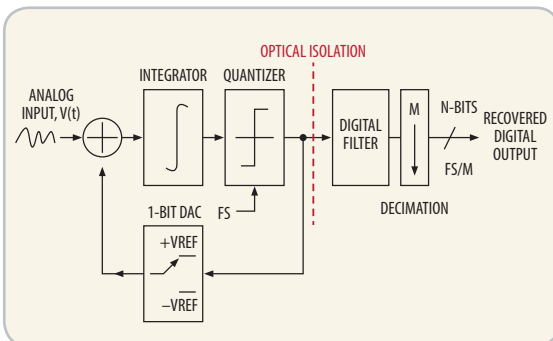 OPTICAL ISOLATION
INTEGRATOR
QUANTIZER
ANALOG
INPUT, V(t)
DIGITAL
FILTER
M
N-BITS
FS/M
RECOVERED
DIGITAL
OUTPUT
DECIMATION
FS
1-BIT DAC
+VREF
–VREF